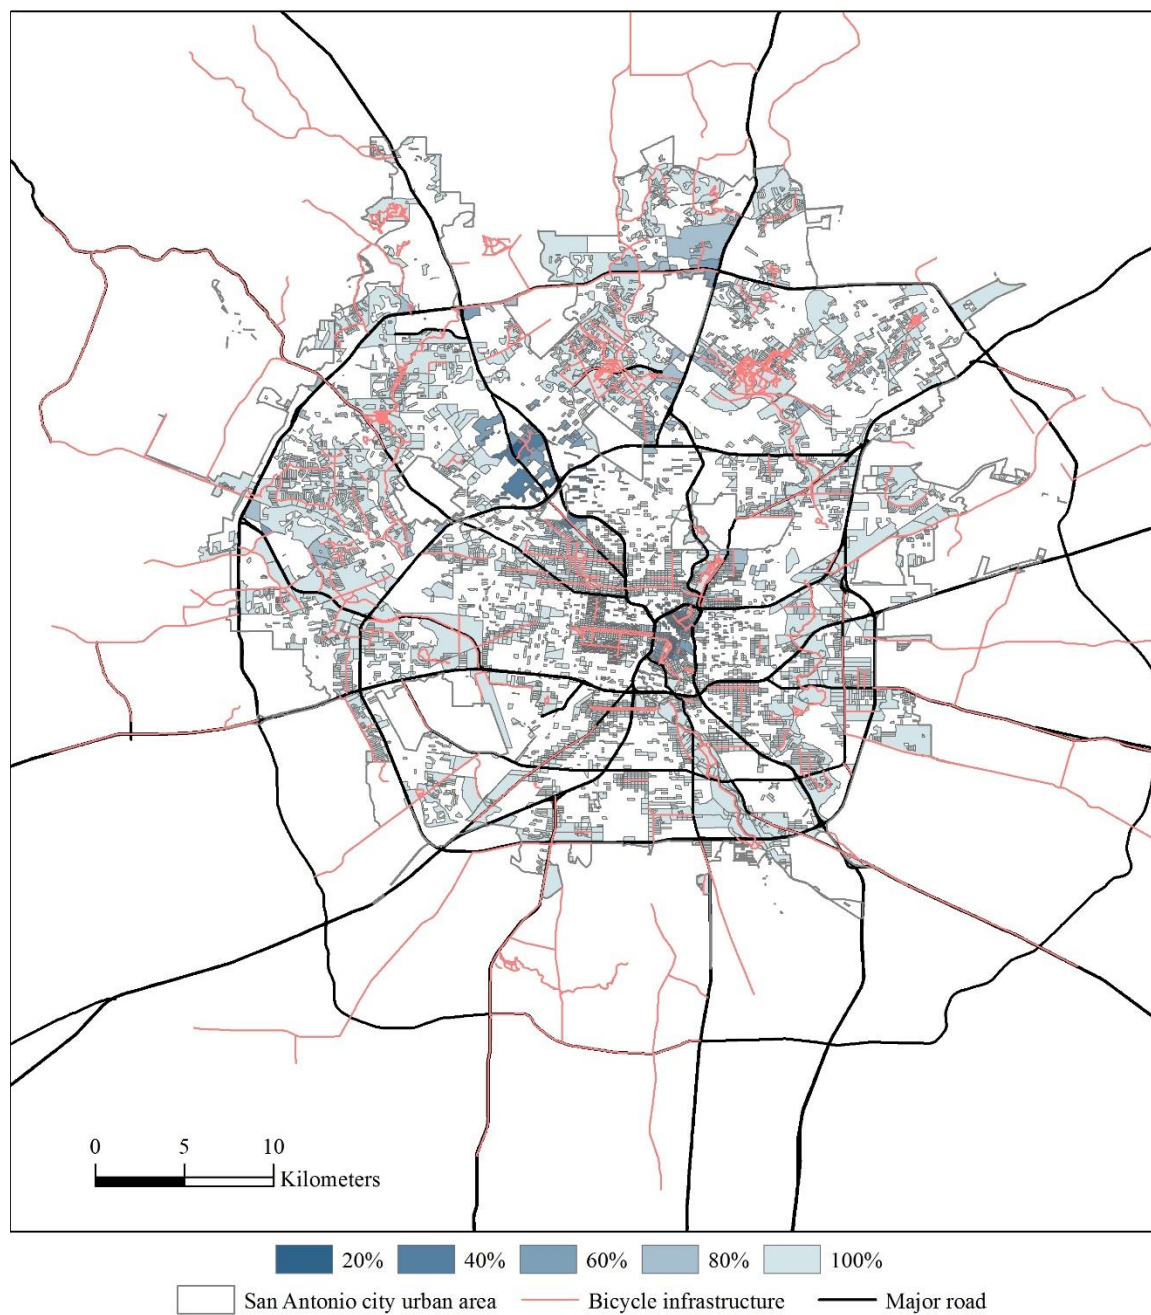 0 5 10
Kilometers
20% 40% 60% 80% 100%
San Antonio city urban area Bicycle infrastructure Major road